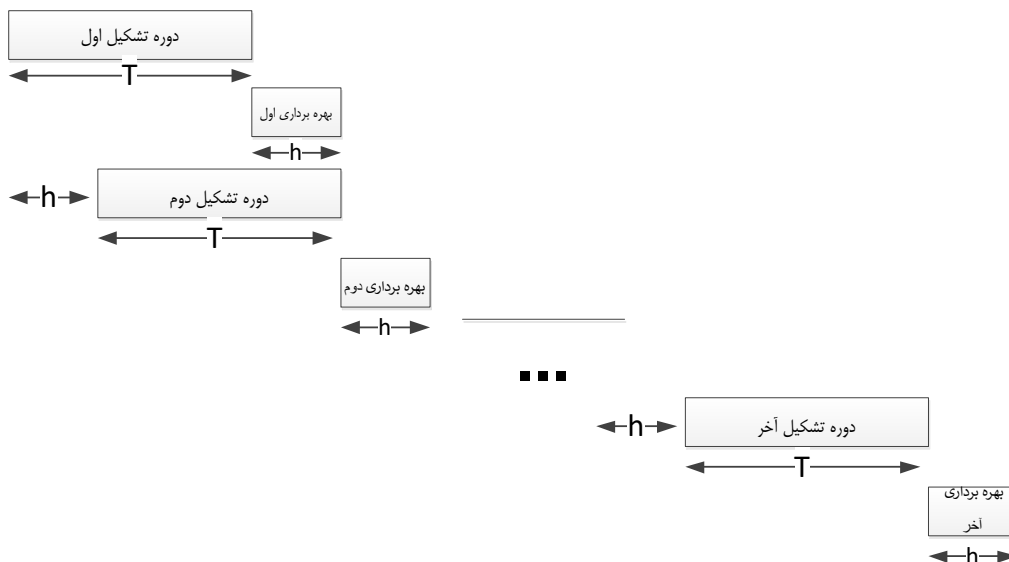 دوره تشکیل اول
T
بهره برداری اول
h
h
دوره تشکیل دوم
T
بهره برداری دوم
h
...
h
دوره تشکیل آخر
T
بهره برداری
آخر
h